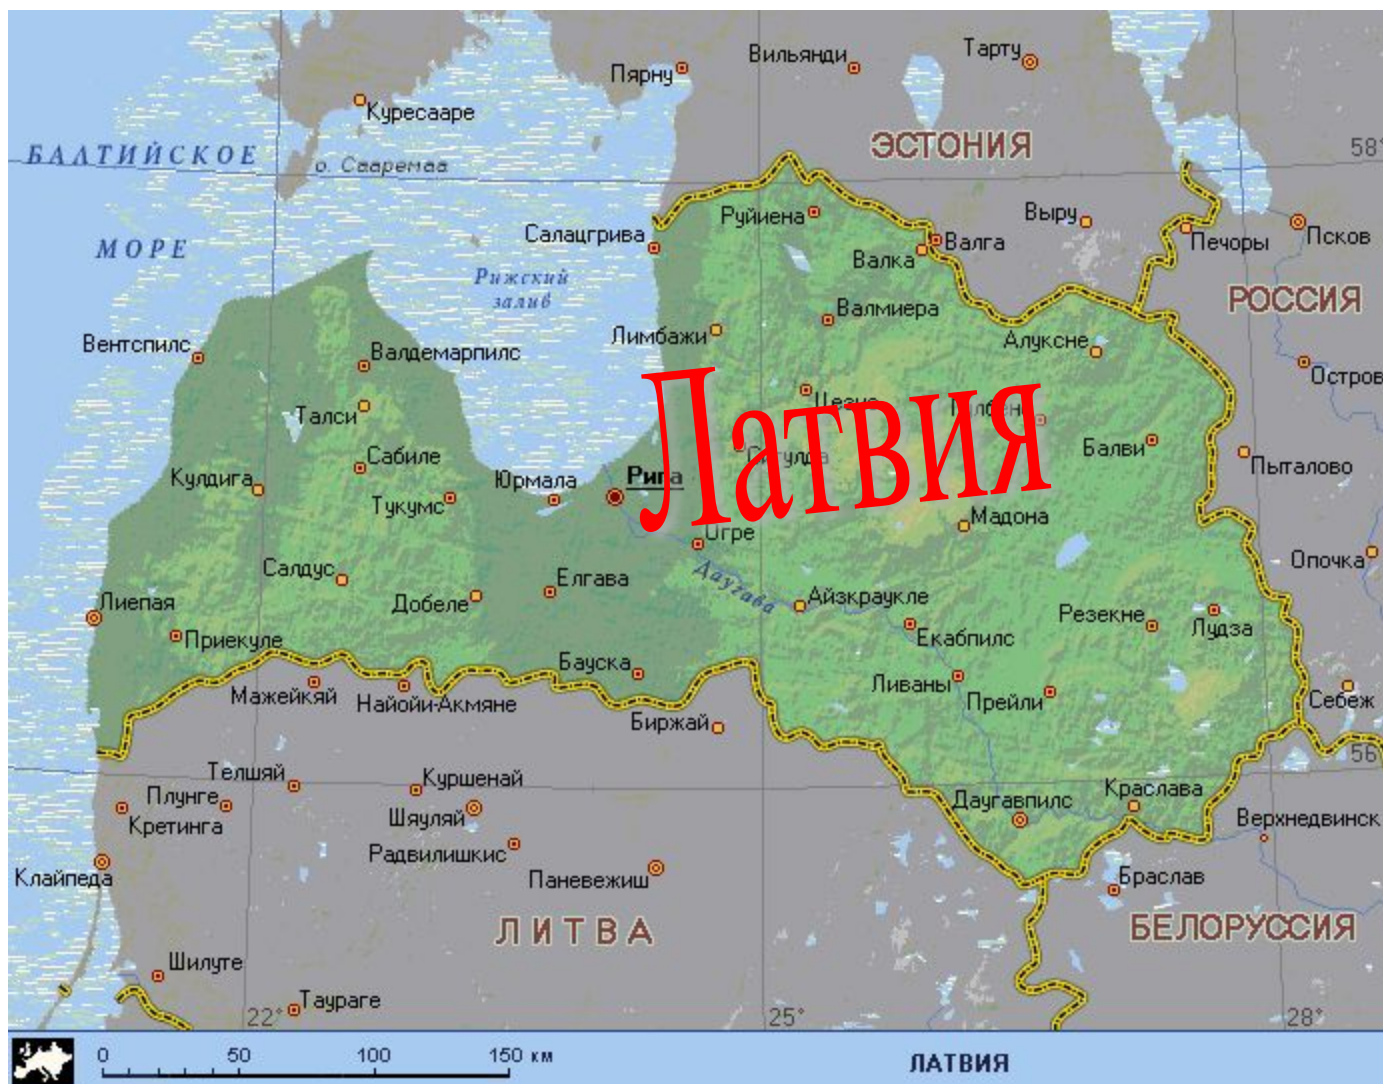 Вильянди
Тарту
Пярну
Куресааре
ЭСТОНИЯ
58°
БАЛТИЙСКОЕ
о. Сааремаа
Руйиена
Выру
Салацгрива
Валга
Печоры
Псков
МОРЕ
Валка
Рижский
залив
РОССИЯ
Валмиера
Лимбажи
Алуксне
Вентспилс
Валдемарпилс
Остров
Латвия
Талси
Балви
Сабиле
Пыталово
Кулдига
Юрмала
Рига
Тукумс
Мадона
Огре
Опочка
Салдус
Елгава
Даугава
Айзкраукле
Добеле
Лиепая
Резекне
Лудза
Приекуле
Екабпилс
Бауска
Ливаны
Прейли
Мажейкяй
Найойи-Акмяне
Себеж
Биржай
56
Телшяй
Куршенай
Плунге
Краслава
Даугавпилс
Кретинга
Шяуляй
Верхнедвинск
Радвилишкис
Клайпеда
Паневежиш
Браслав
ЛИТВА
БЕЛОРУССИЯ
Шилуте
Таураге
22°
25°
28°
0 50 100 150 км
ЛАТВИЯ